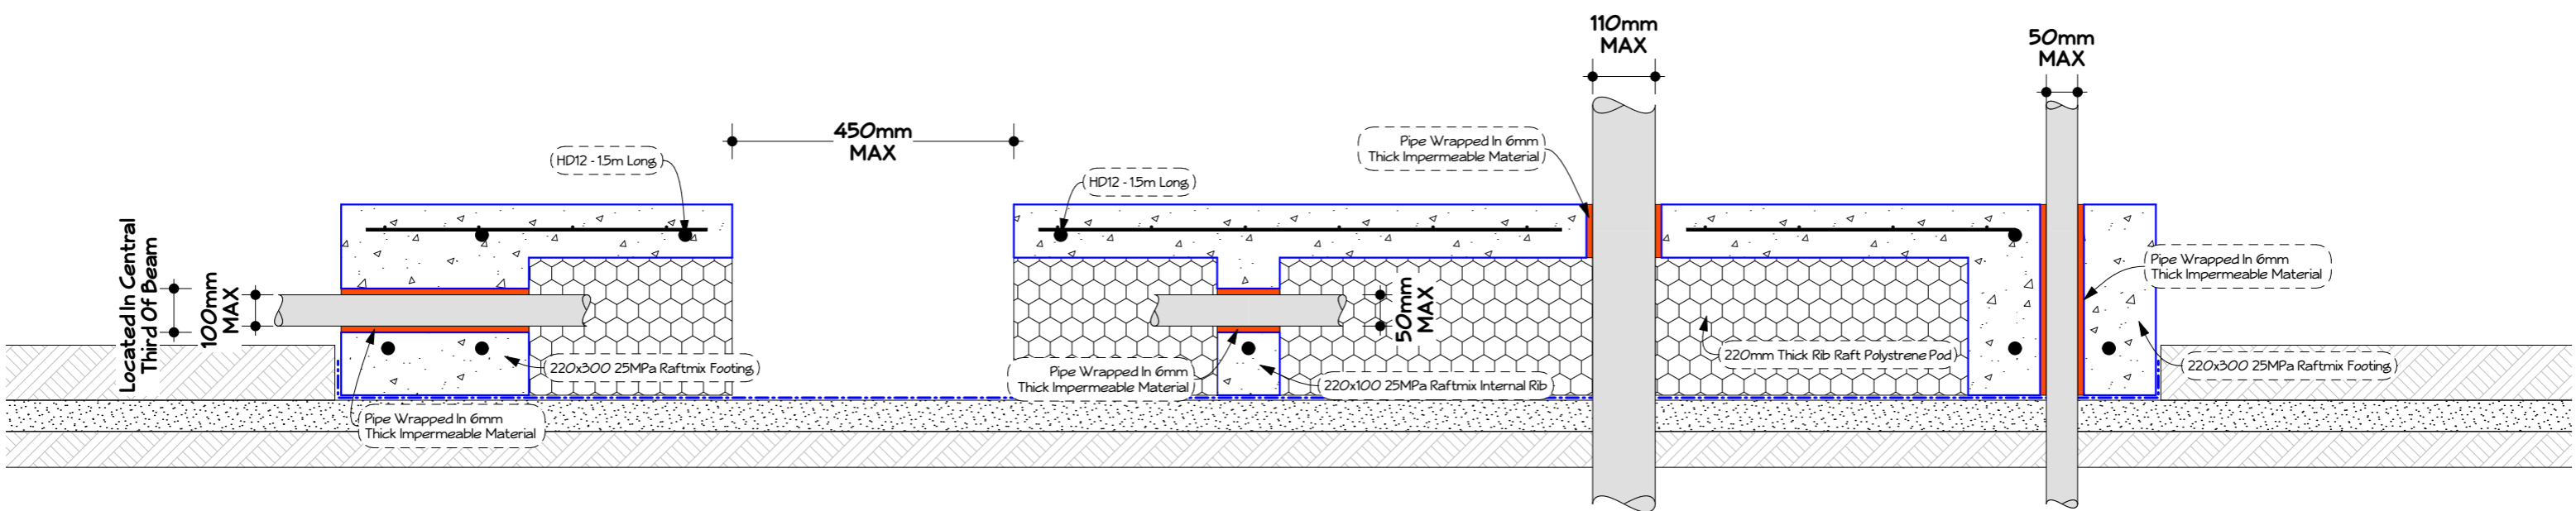 110mm
MAX
50mm
MAX
450mm
MAX
HD12 - 1.5m Long
HD12 - 1.5m Long
Pipe Wrapped In 6mm
Thick Impermeable Material
Located In Central
Third Of Beam
100mm
MAX
50mm
MAX
Pipe Wrapped In 6mm
Thick Impermeable Material
220x300 25MPa Raftmix Footing
Pipe Wrapped In 6mm
Thick Impermeable Material
220x100 25MPa Raftmix Internal Rib
220mm Thick Rib Raft Polystrene Pod
220x300 25MPa Raftmix Footing
Pipe Wrapped In 6mm
Thick Impermeable Material